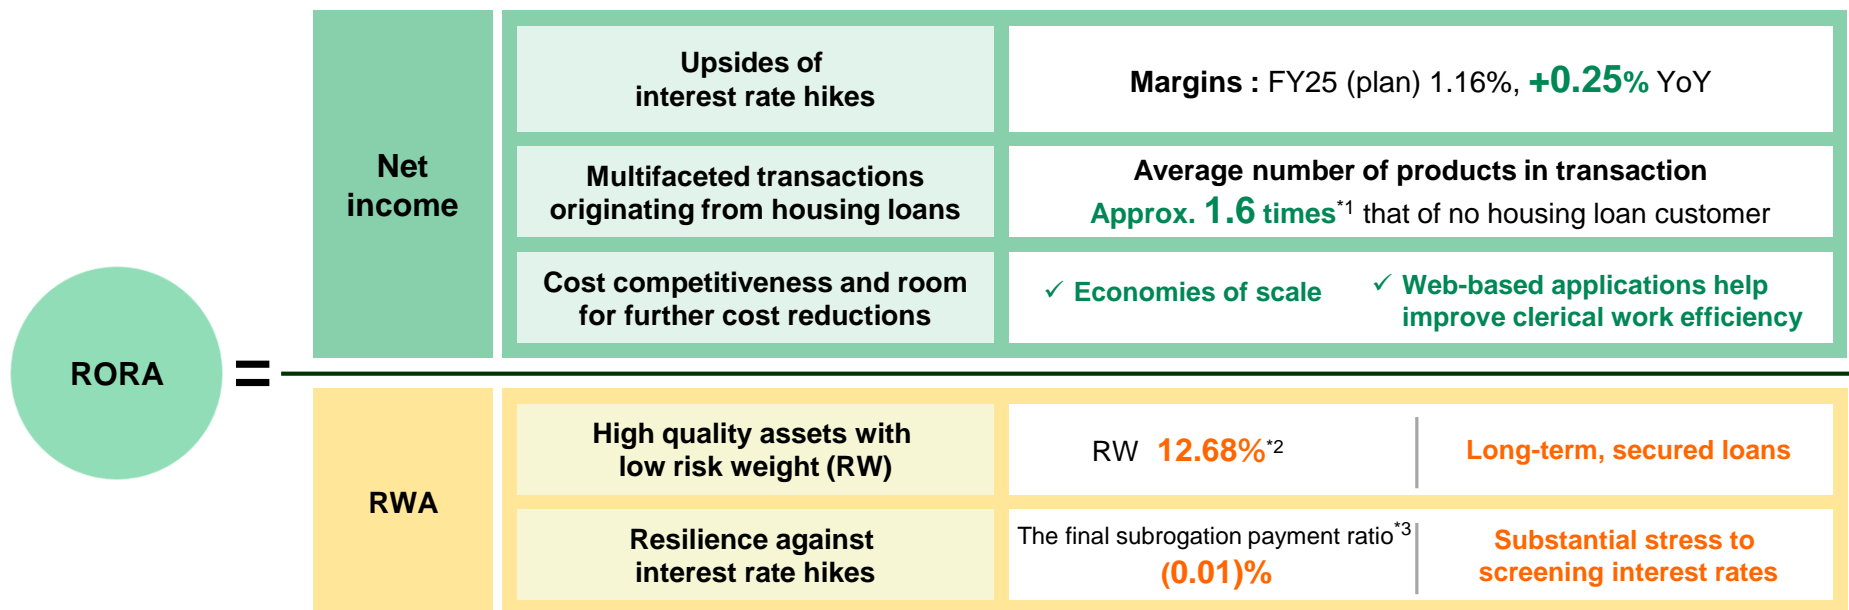 RORA
=
Net
income
Upsides of
interest rate hikes
Margins : FY25 (plan) 1.16%, +0.25% YoY
Multifaceted transactions
originating from housing loans
Average number of products in transaction
Approx. 1.6 times*1 that of no housing loan customer
Cost competitiveness and room
for further cost reductions
✓ Economies of scale
✓ Web-based applications help
improve clerical work efficiency
RWA
High quality assets with
low risk weight (RW)
RW 12.68%*2
Long-term, secured loans
Resilience against
interest rate hikes
The final subrogation payment ratio*3
(0.01)%
Substantial stress to
screening interest rates